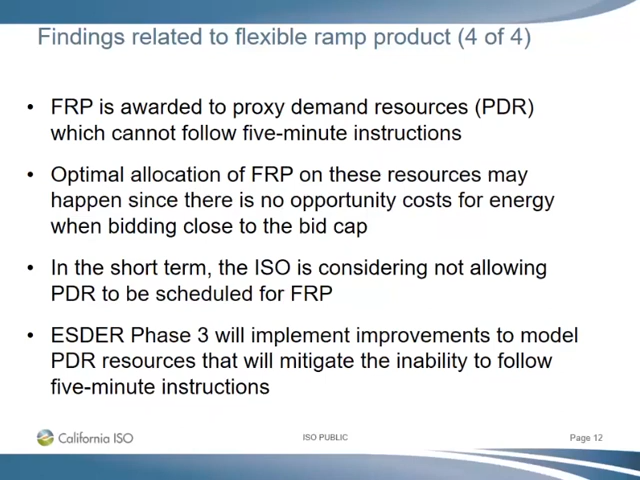 Findings related to flexible ramp product (4 of 4)
• FRP is awarded to proxy demand resources (PDR)
which cannot follow five-minute instructions
• Optimal allocation of FRP on these resources may
happen since there is no opportunity costs for energy
when bidding close to the bid cap
• In the short term, the ISO is considering not allowing
PDR to be scheduled for FRP
• ESDER Phase 3 will implement improvements to model
PDR resources that will mitigate the inability to follow
five-minute instructions
California ISO
ISO PUBLIC
Page 12